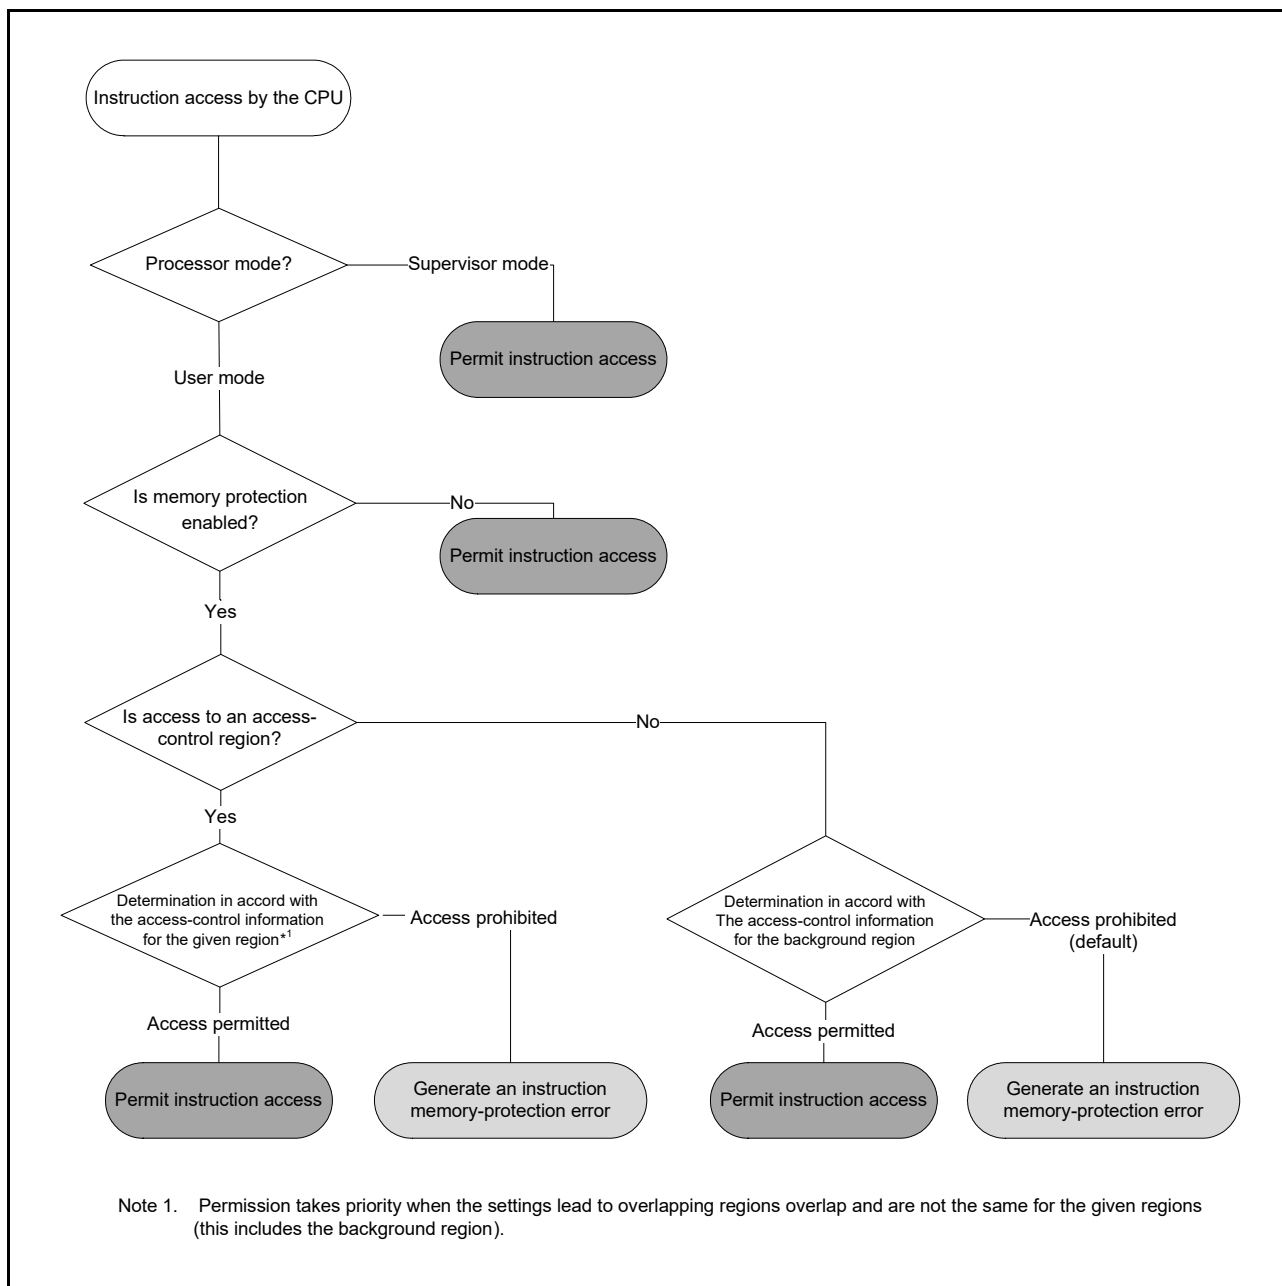 Instruction access by the CPU
Processor mode?
Supervisor mode
Permit instruction access
User mode
Is memory protection
enabled?
No
Permit instruction access
Yes
Is access to an access-
control region?
No
Yes
Determination in accord with
the access-control information
for the given region*1
Access prohibited
Determination in accord with
The access-control information
for the background region
Access prohibited
(default)
Access permitted
Access permitted
Permit instruction access
Generate an instruction
memory-protection error
Permit instruction access
Generate an instruction
memory-protection error
Note 1. Permission takes priority when the settings lead to overlapping regions overlap and are not the same for the given regions
(this includes the background region).